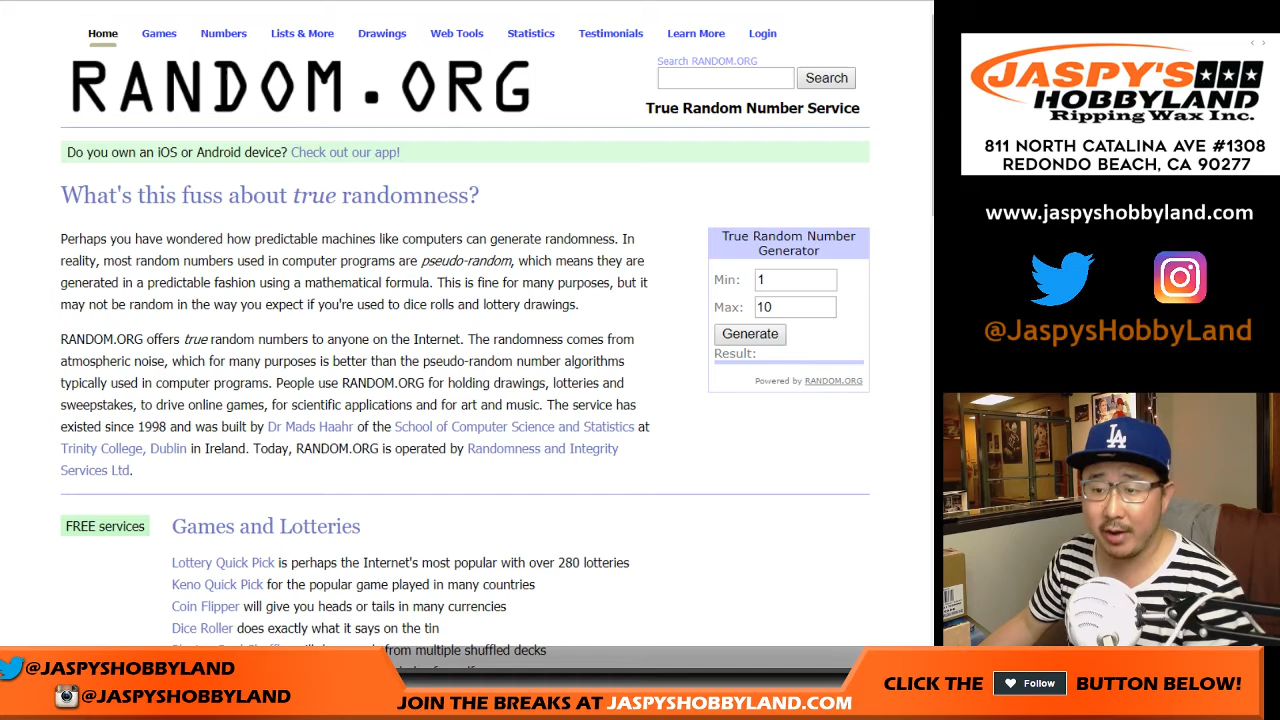 Home Games Numbers Lists & More Drawings Web Tools Statistics Testimonials Learn More Login
RANDOM.ORG
Search RANDOM.ORG
Search
True Random Number Service
Do you own an iOS or Android device? Check out our app!
What's this fuss about true randomness?
Perhaps you have wondered how predictable machines like computers can generate randomness. In
reality, most random numbers used in computer programs are pseudo-random, which means they are
generated in a predictable fashion using a mathematical formula. This is fine for many purposes, but it
may not be random in the way you expect if you're used to dice rolls and lottery drawings.
RANDOM.ORG offers true random numbers to anyone on the Internet. The randomness comes from
atmospheric noise, which for many purposes is better than the pseudo-random number algorithms
typically used in computer programs. People use RANDOM.ORG for holding drawings, lotteries and
sweepstakes, to drive online games, for scientific applications and for art and music. The service has
existed since 1998 and was built by Dr Mads Haahr of the School of Computer Science and Statistics at
Trinity College, Dublin in Ireland. Today, RANDOM.ORG is operated by Randomness and Integrity
Services Ltd.
True Random Number
Generator
Min: 1
Max: 10
Generate
Result:
Powered by RANDOM.ORG
FREE services
Games and Lotteries
Lottery Quick Pick is perhaps the Internet's most popular with over 280 lotteries
Keno Quick Pick for the popular game played in many countries
Coin Flipper will give you heads or tails in many currencies
Dice Roller does exactly what it says on the tin
from multiple shuffled decks
JASPY'S
HOBBYLAND
Ripping Wax Inc.
811 NORTH CATALINA AVE #1308
REDONDO BEACH, CA 90277
www.jaspyshobbyland.com
@JaspysHobbyLand
LA
@JASPYSHOBBYLAND
@JASPYSHOBBYLAND
JOIN THE BREAKS AT JASPYSHOBBYLAND.COM
CLICK THE Follow BUTTON BELOW!